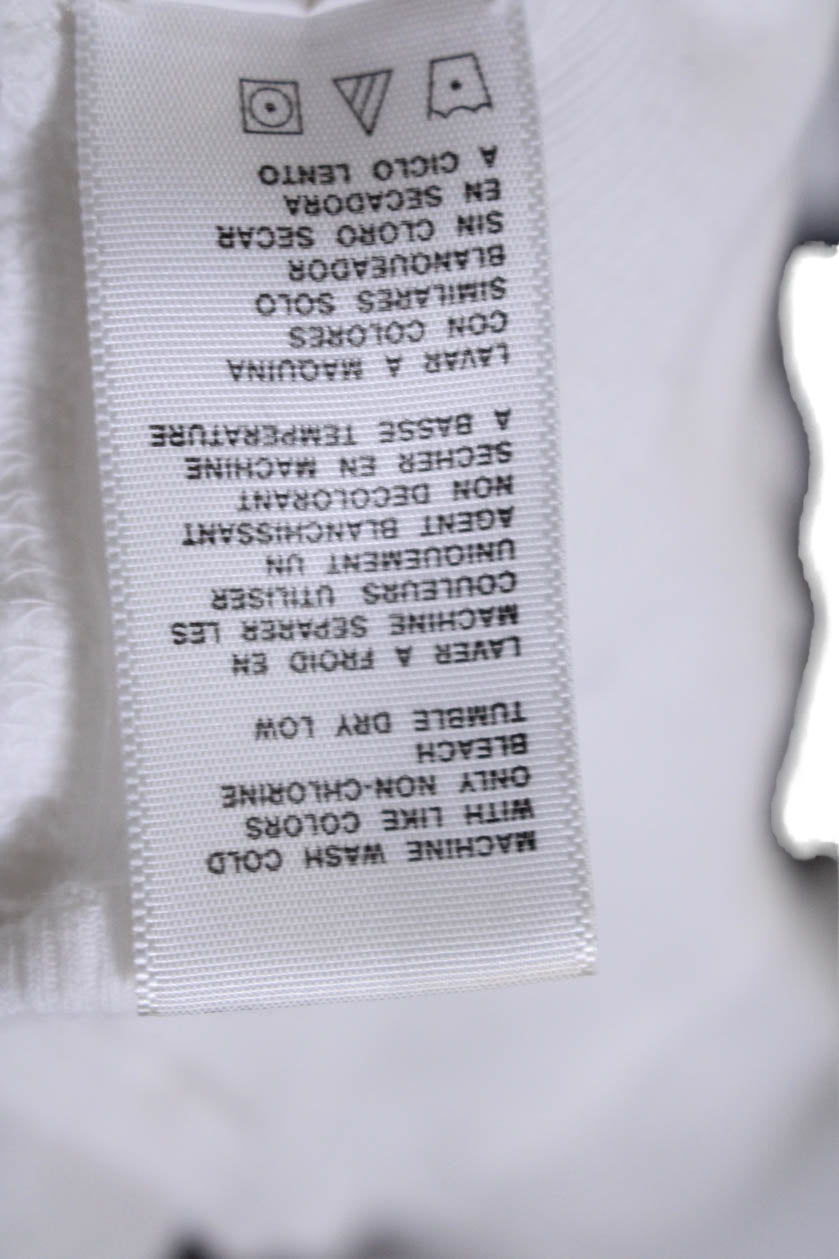 MACHINE WASH COLD
WITH LIKE COLORS
ONLY NON-CHLORINE
BLEACH
TUMBLE DRY LOW
LAVER A FROID EN
MACHINE SEPARER LES
COULEURS UTILISER
UNIQUEMENT UN
AGENT BLANCHISSANT
NON DECOLORANT
SECHER EN MACHINE
A BASSE TEMPERATURE
LAVAR A MAQUINA
CON COLORES
SIMILARES SOLO
BLANQUEADOR
SIN CLORO SECAR
EN SECADORA
A CICLO LENTO